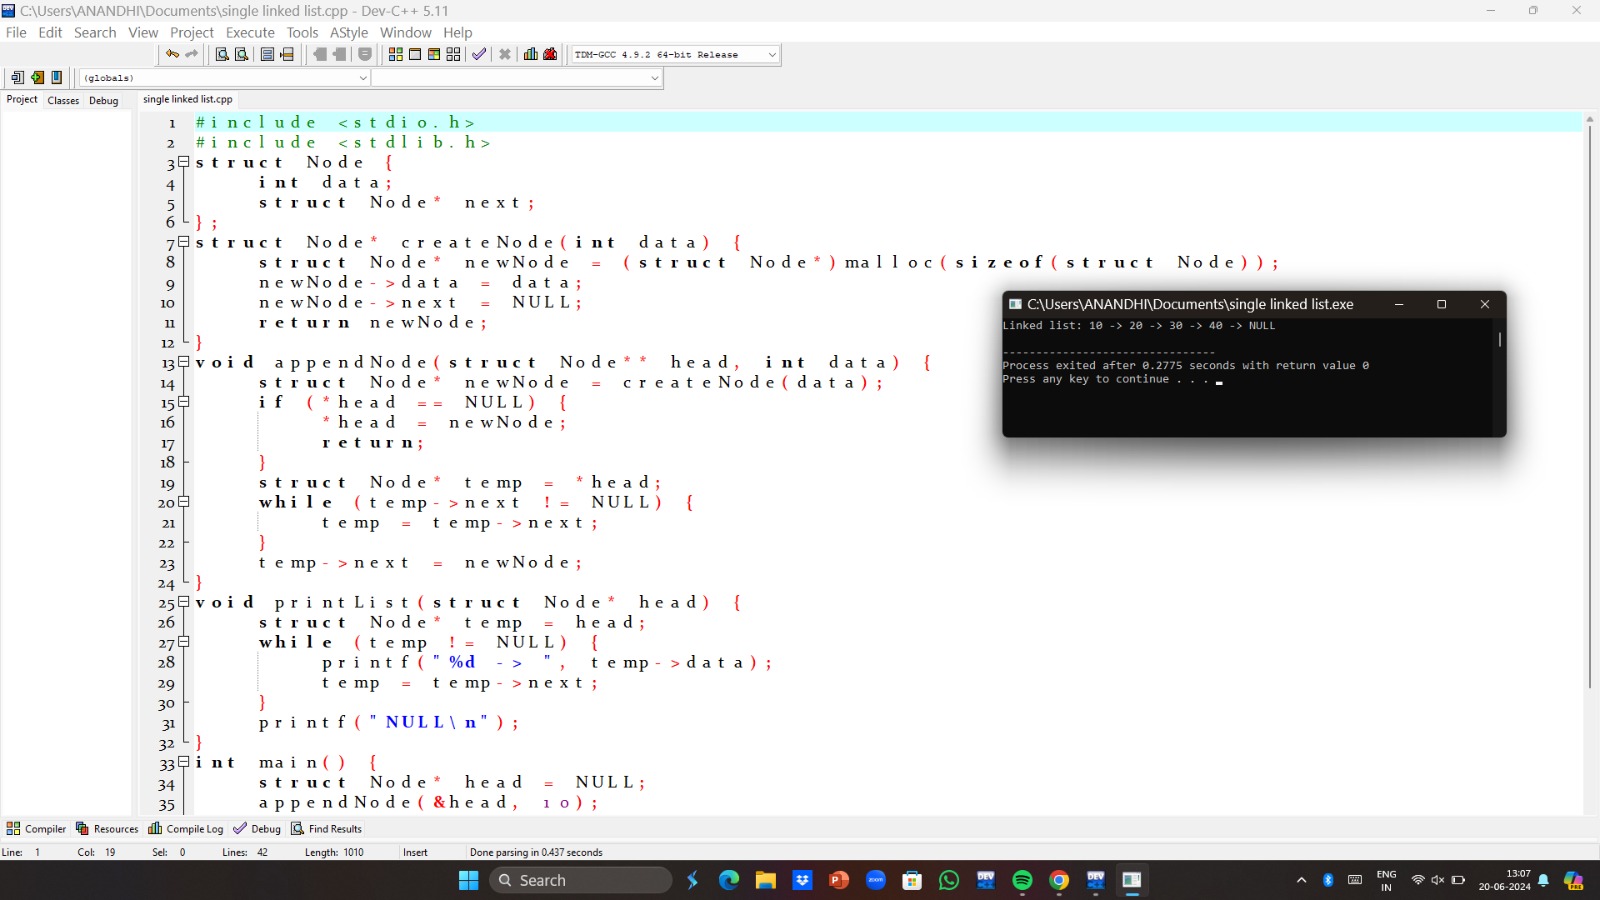 C:\Users\ANANDHI\Documents\single linked list.cpp - Dev-C++ 5.11
File Edit Search View Project Execute Tools AStyle Window Help
TDM-GCC 4.9.2 64-bit Release
(globals)
Project Classes Debug
single linked list.cpp
1 #include <stdio.h>
2 #include <stdlib.h>
3 struct Node {
4 int data;
5 struct Node* next;
6 };
7 struct Node* createNode(int data) {
8 struct Node* newNode = (struct Node*)malloc(sizeof(struct Node));
9 newNode->data = data;
10 newNode->next = NULL;
11 return newNode;
12 }
13 void appendNode(struct Node** head, int data) {
14 struct Node* newNode = createNode(data);
15 if (*head == NULL) {
16 *head = newNode;
17 return;
18 }
19 struct Node* temp = *head;
20 while (temp->next != NULL) {
21 temp = temp->next;
22 }
23 temp->next = newNode;
24 }
25 void printList(struct Node* head) {
26 struct Node* temp = head;
27 while (temp != NULL) {
28 printf("%d -> ", temp->data);
29 temp = temp->next;
30 }
31 printf("NULL\n");
32 }
33 int main() {
34 struct Node* head = NULL;
35 appendNode(&head, 10);
C:\Users\ANANDHI\Documents\single linked list.exe
Linked list: 10 -> 20 -> 30 -> 40 -> NULL
--------------------------------
Process exited after 0.2775 seconds with return value 0
Press any key to continue . . .
Compiler Resources Compile Log Debug Find Results
Line: 1 Col: 19 Sel: 0 Lines: 42 Length: 1010 Insert Done parsing in 0.437 seconds
Search
zoom
DEV
DEV
ENG
IN
13:07
20-06-2024
PRE